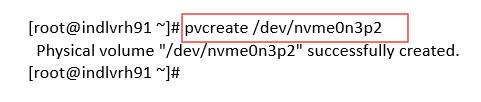 [root@indlvrh91 ~]# pvcreate /dev/nvme0n3p2
Physical volume "/dev/nvme0n3p2" successfully created.
[root@indlvrh91 ~]#